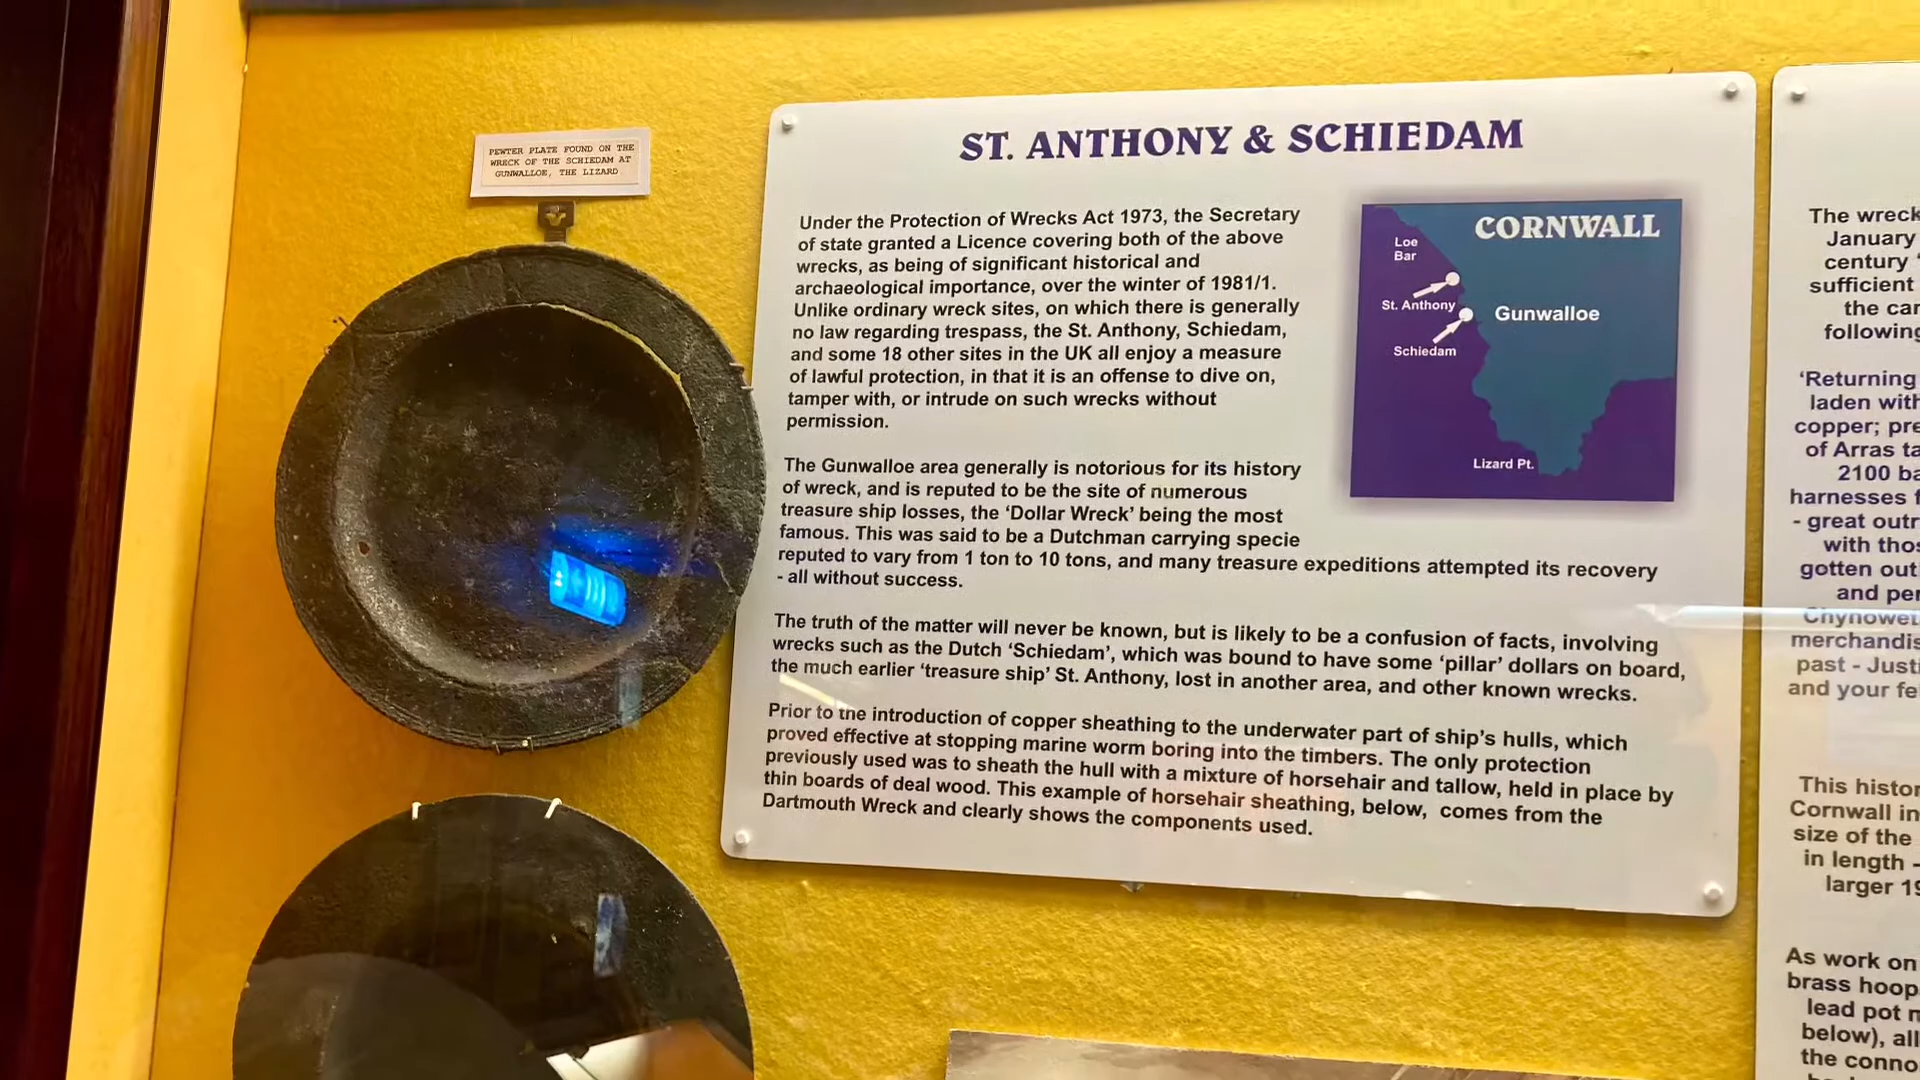 PEWTER PLATE FOUND ON THE
WRECK OF THE SCHIEDAM AT
GUNWALLOE, THE LIZARD
ST. ANTHONY & SCHIEDAM
Under the Protection of Wrecks Act 1973, the Secretary
of state granted a Licence covering both of the above
wrecks, as being of significant historical and
archaeological importance, over the winter of 1981/1.
Unlike ordinary wreck sites, on which there is generally
no law regarding trespass, the St. Anthony, Schiedam,
and some 18 other sites in the UK all enjoy a measure
of lawful protection, in that it is an offense to dive on,
tamper with, or intrude on such wrecks without
permission.
The Gunwalloe area generally is notorious for its history
of wreck, and is reputed to be the site of numerous
treasure ship losses, the ‘Dollar Wreck’ being the most
famous. This was said to be a Dutchman carrying specie
reputed to vary from 1 ton to 10 tons, and many treasure expeditions attempted its recovery
- all without success.
The truth of the matter will never be known, but is likely to be a confusion of facts, involving
wrecks such as the Dutch ‘Schiedam’, which was bound to have some ‘pillar’ dollars on board,
the much earlier ‘treasure ship’ St. Anthony, lost in another area, and other known wrecks.
Prior to the introduction of copper sheathing to the underwater part of ship’s hulls, which
proved effective at stopping marine worm boring into the timbers. The only protection
previously used was to sheath the hull with a mixture of horsehair and tallow, held in place by
thin boards of deal wood. This example of horsehair sheathing, below, comes from the
Dartmouth Wreck and clearly shows the components used.
CORNWALL
Loe
Bar
St. Anthony
Gunwalloe
Schiedam
Lizard Pt.
The wreck
January
century
sufficient
the
following
‘Returning
laden with
copper;
of Arras
2100
harnesses
- great
with
gotten
and
merchandis
past -
and your
This
Cornwall in
size of the
in length -
larger
As work on
brass
lead pot
below),
the